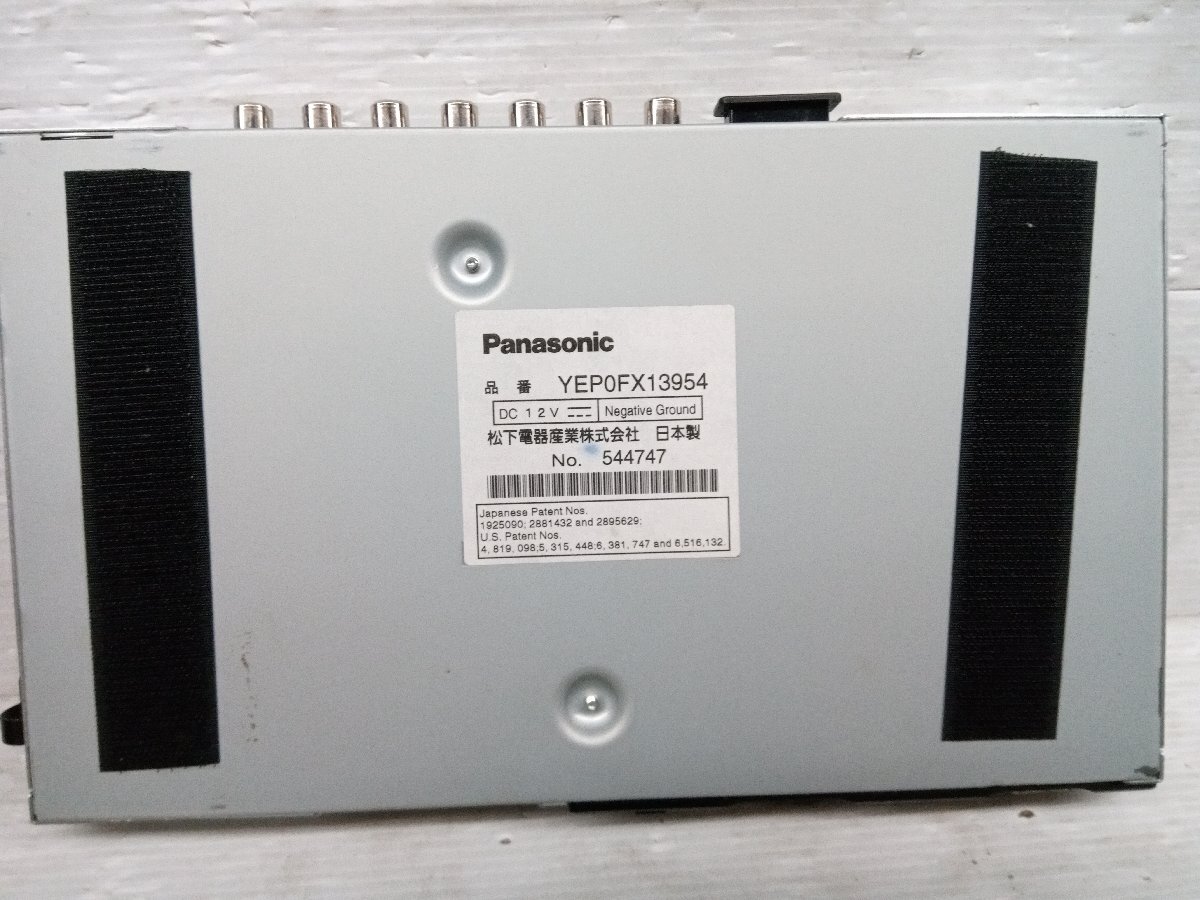 Panasonic
品 番 YEP0FX13954
DC 12V Negative Ground
松下電器産業株式会社 日本製
No. 544747
Japanese Patent Nos.
1925090; 2881432 and 2895629;
U.S. Patent Nos.
4, 819, 098;5, 315, 448;6, 381, 747 and 6,516,132.